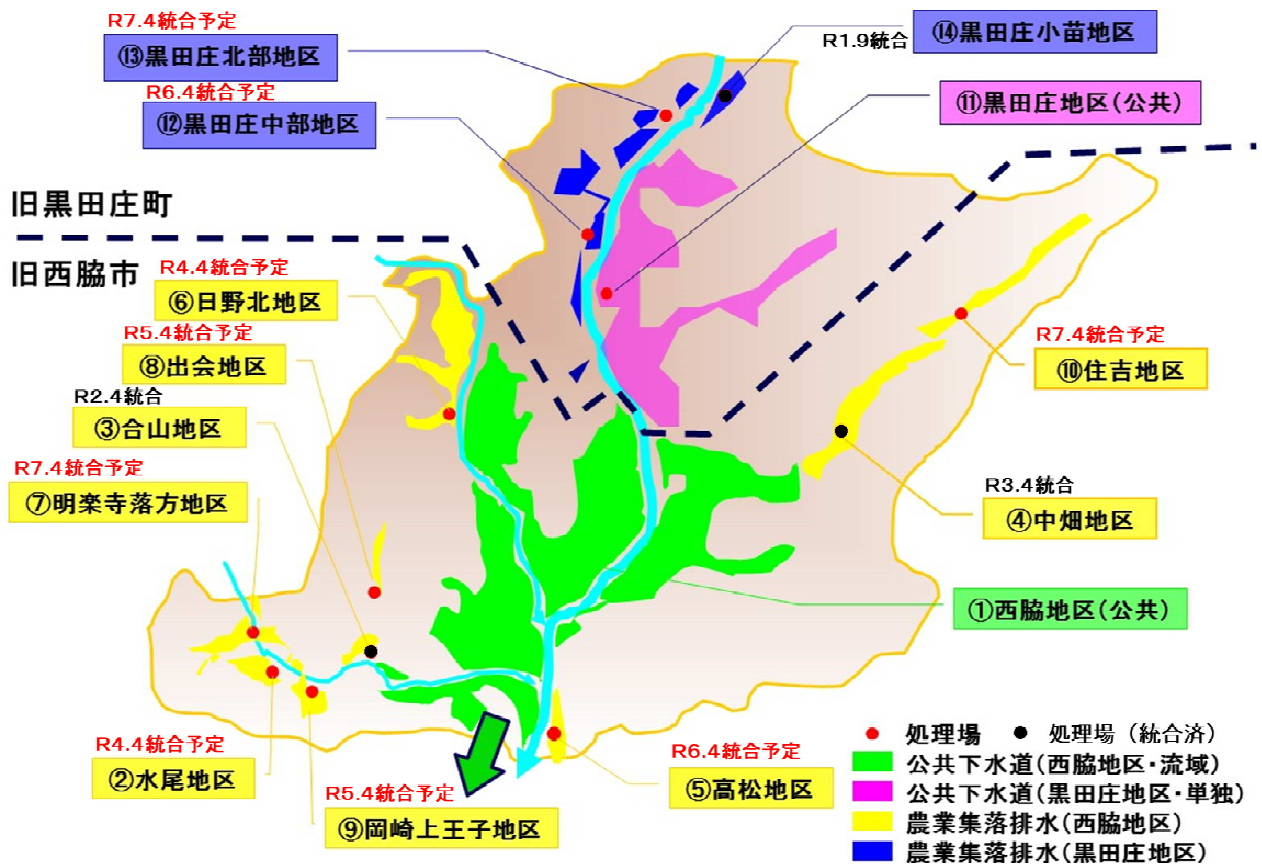 R7.4統合予定
⑬黒田庄北部地区
R6.4統合予定
⑫黒田庄中部地区
R1.9統合
⑭黒田庄小苗地区
⑪黒田庄地区(公共)
旧黒田庄町
旧西脇市
R4.4統合予定
⑥日野北地区
R5.4統合予定
⑧出会地区
R2.4統合
③合山地区
R7.4統合予定
⑦明楽寺落方地区
R7.4統合予定
⑩住吉地区
R3.4統合
④中畑地区
①西脇地区(公共)
R4.4統合予定
②水尾地区
R5.4統合予定
⑨岡崎上王子地区
R6.4統合予定
⑤高松地区
処理場
処理場（統合済）
公共下水道(西脇地区・流域)
公共下水道(黒田庄地区・単独)
農業集落排水(西脇地区)
農業集落排水(黒田庄地区)